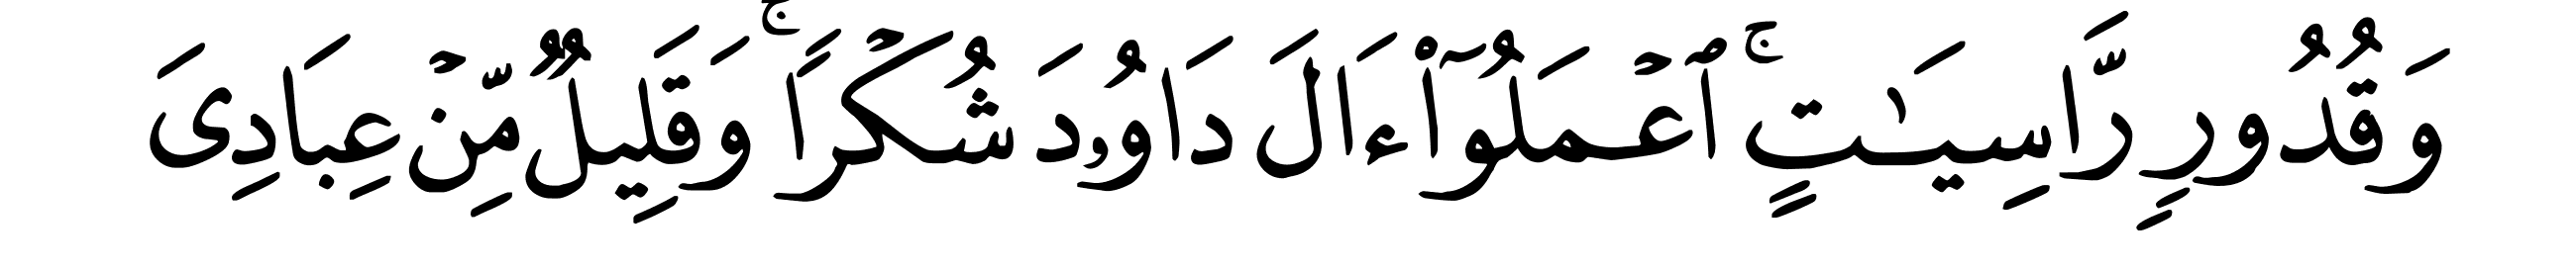 وَقُدُورٍ رَّاسِيَـٰتٍ ۚ ٱعْمَلُوٓا۟ ءَالَ دَاوُۥدَ شُكْرًا ۚ وَقَلِيلٌ مِّنْ عِبَادِىَ